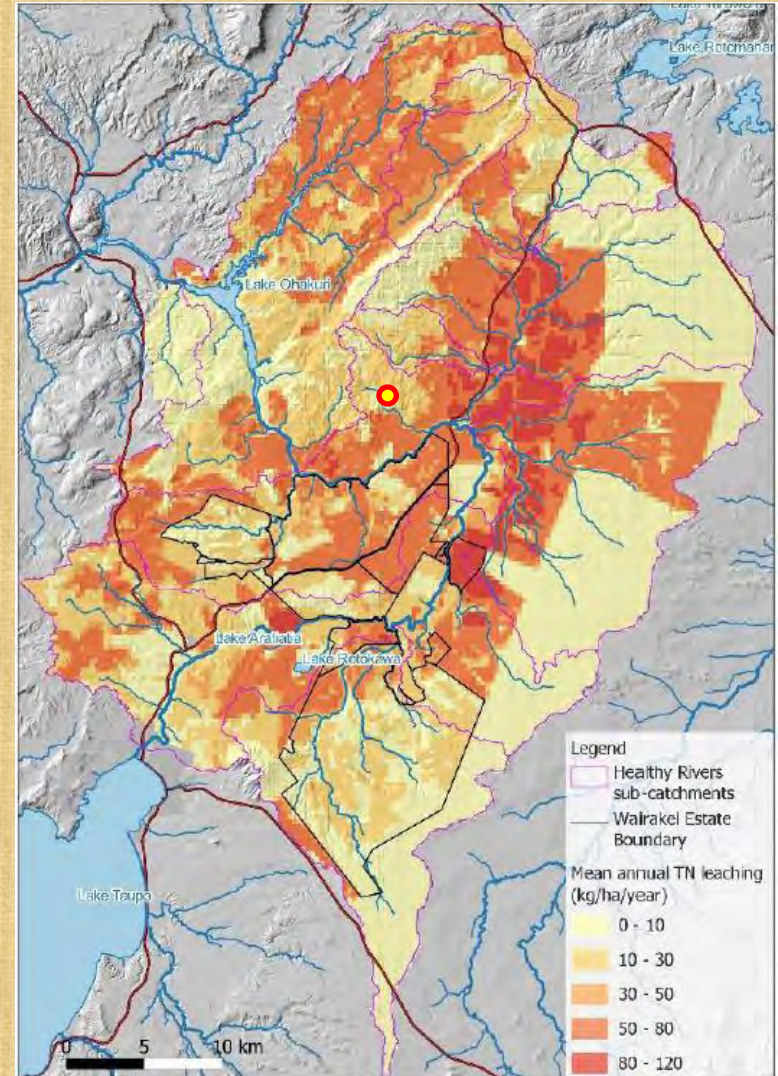 Lake Rotomahan
Lake Ohakuri
Lake Aratiatia
Lake Rotokawa
Lake Taupo
Legend
Healthy Rivers
sub-catchments
Wairakei Estate
Boundary
Mean annual TN leaching
(kg/ha/year)
0 - 10
10 - 30
30 - 50
50 - 80
80 - 120
0 5 10 km